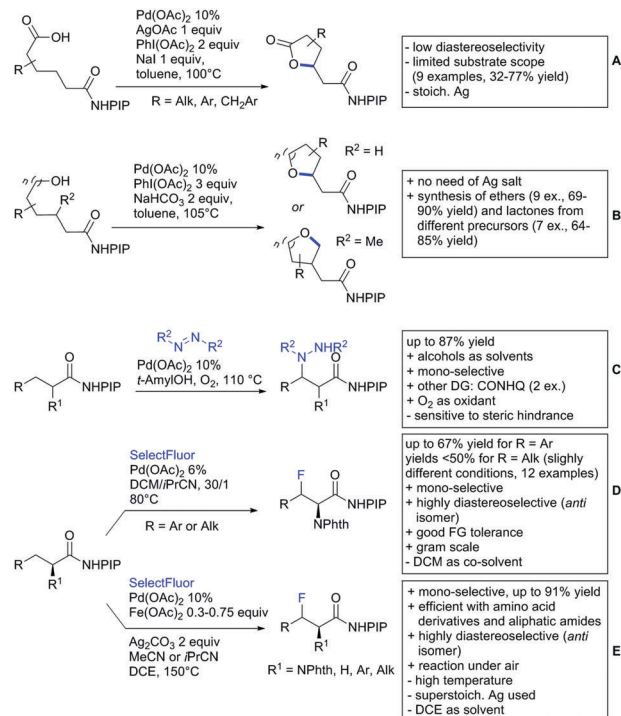 Pd(OAc)₂ 10%
AgOAc 1 equiv
PhI(OAc)₂ 2 equiv
NaI 1 equiv,
toluene, 100°C
R = Alk, Ar, CH₂Ar
O
OH
R
O
NHPIP
O
O
R
O
NHPIP
- low diastereoselectivity
- limited substrate scope
(9 examples, 32-77% yield)
- stoich. Ag
A
n
OH
R²
R
O
NHPIP
Pd(OAc)₂ 10%
PhI(OAc)₂ 3 equiv
NaHCO₃ 2 equiv,
toluene, 105°C
n
R
O
R² = H
O
NHPIP
or
n
O
R
R² = Me
O
NHPIP
+ no need of Ag salt
+ synthesis of ethers (9 ex., 69-
90% yield) and lactones from
different precursors (7 ex., 64-
85% yield)
B
R
R¹
O
NHPIP
R²
N=N
R²
Pd(OAc)₂ 10%
t-AmylOH, O₂, 110 °C
R²
N
NHR²
O
R
NHPIP
R¹
up to 87% yield
+ alcohols as solvents
+ mono-selective
+ other DG: CONHQ (2 ex.)
+ O₂ as oxidant
- sensitive to steric hindrance
C
R
R¹
O
NHPIP
SelectFluor
Pd(OAc)₂ 6%
DCM/iPrCN, 30/1
80°C
R = Ar or Alk
F
O
R
NHPIP
NPhth
up to 67% yield for R = Ar
yields <50% for R = Alk (slightly
different conditions, 12 examples)
+ mono-selective
+ highly diastereoselective (anti
isomer)
+ good FG tolerance
+ gram scale
- DCM as co-solvent
D
SelectFluor
Pd(OAc)₂ 10%
Fe(OAc)₂ 0.3-0.75 equiv
Ag₂CO₃ 2 equiv
MeCN or iPrCN
DCE, 150°C
F
O
R
NHPIP
R¹
R¹ = NPhth, H, Ar, Alk
+ mono-selective, up to 91% yield
+ efficient with amino acid
derivatives and aliphatic amides
+ highly diastereoselective (anti
isomer)
+ reaction under air
- high temperature
- superstoich. Ag used
- DCE as solvent
E